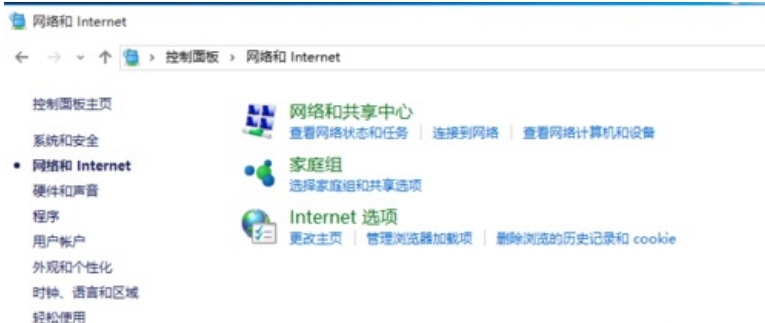 网络和 Internet
控制面板 › 网络和 Internet
控制面板主页
系统和安全
网络和 Internet
硬件和声音
程序
用户帐户
外观和个性化
时钟、语言和区域
轻松使用
网络和共享中心
查看网络状态和任务 | 连接到网络 | 查看网络计算机和设备
家庭组
选择家庭组和共享选项
Internet 选项
更改主页 | 管理浏览器加载项 | 删除浏览的历史记录和 cookie